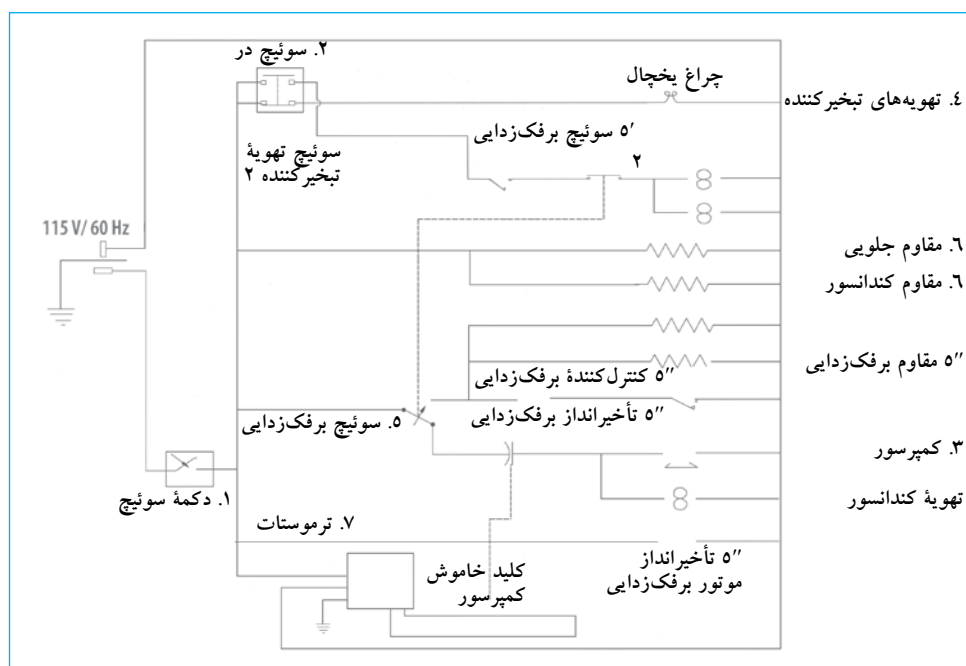 ۲. سوئیچ در
چراغ یخچال
۴. تهویه‌های تبخیرکننده
۵′ سوئیچ برفک‌زدایی
سوئیچ تهویهٔ
تبخیرکننده ۲
۲
115 V/ 60 Hz
۶. مقاوم جلویی
۶. مقاوم کندانسور
۵″ مقاوم برفک‌زدایی
۵″ کنترل‌کنندهٔ برفک‌زدایی
۵. سوئیچ برفک‌زدایی
۵″ تأخیرانداز برفک‌زدایی
۳. کمپرسور
۱. دکمهٔ سوئیچ
تهویهٔ کندانسور
۷. ترموستات
کلید خاموش
کمپرسور
۵″ تأخیرانداز
موتور برفک‌زدایی